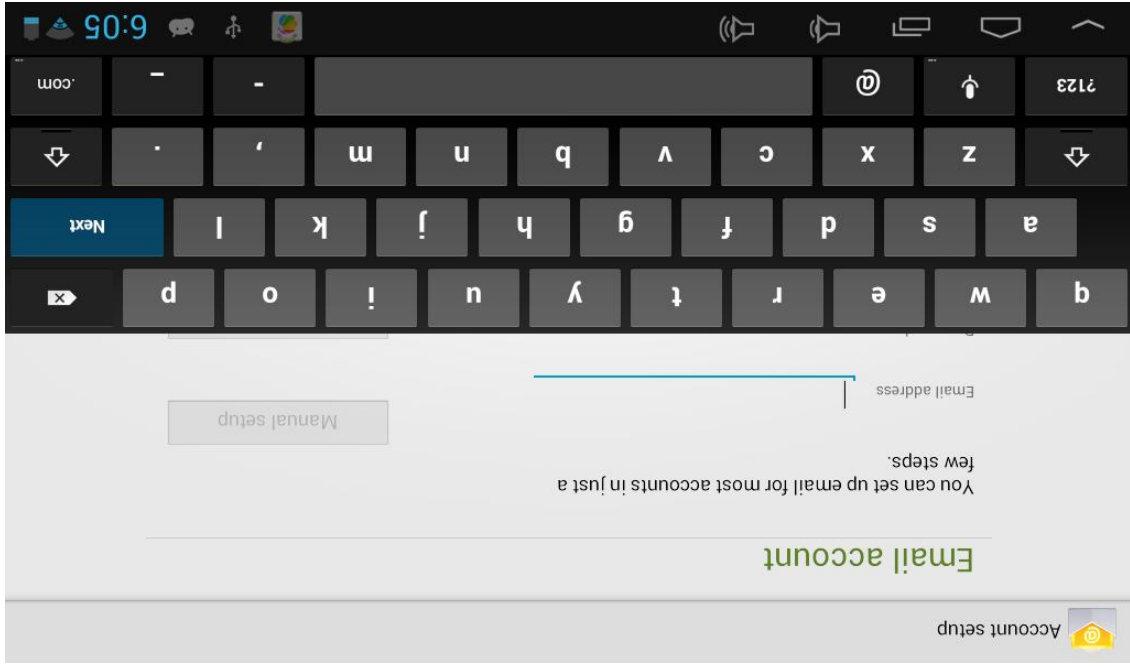 Account setup
Email account
You can set up email for most accounts in just a
few steps.
Manual setup
Email address
q w e r t y u i o p
a s d f g h j k l Next
z x c v b n m , .
?123 @ - _ .com
6:05